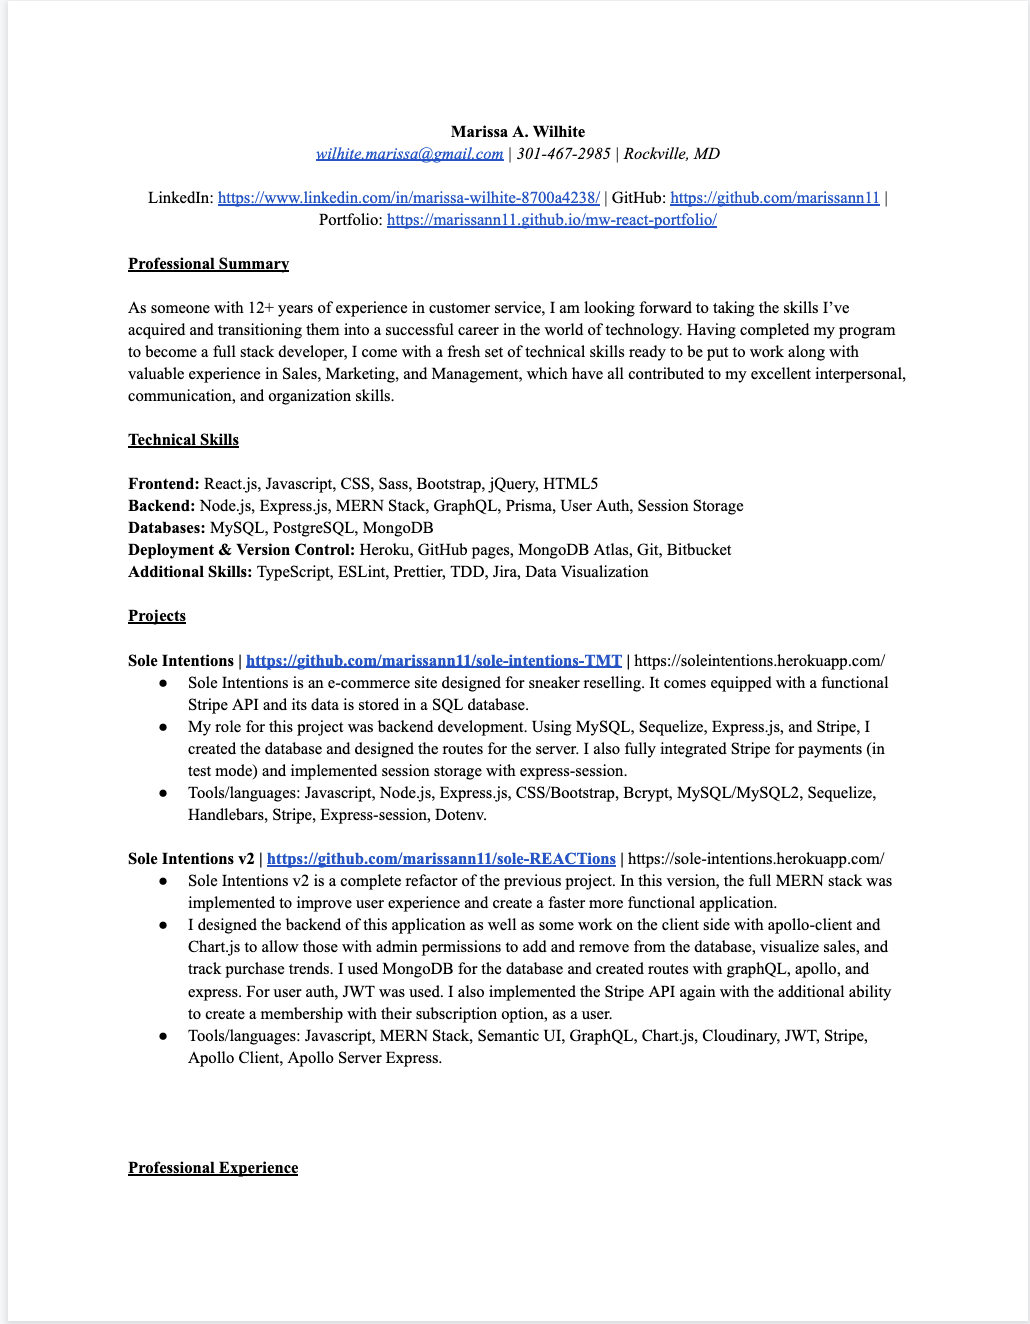 Marissa A. Wilhite
wilhite.marissa@gmail.com | 301-467-2985 | Rockville, MD
LinkedIn: https://www.linkedin.com/in/marissa-wilhite-8700a4238/ | GitHub: https://github.com/marissann11 |
Portfolio: https://marissann11.github.io/mw-react-portfolio/
Professional Summary
As someone with 12+ years of experience in customer service, I am looking forward to taking the skills I’ve
acquired and transitioning them into a successful career in the world of technology. Having completed my program
to become a full stack developer, I come with a fresh set of technical skills ready to be put to work along with
valuable experience in Sales, Marketing, and Management, which have all contributed to my excellent interpersonal,
communication, and organization skills.
Technical Skills
Frontend: React.js, Javascript, CSS, Sass, Bootstrap, jQuery, HTML5
Backend: Node.js, Express.js, MERN Stack, GraphQL, Prisma, User Auth, Session Storage
Databases: MySQL, PostgreSQL, MongoDB
Deployment & Version Control: Heroku, GitHub pages, MongoDB Atlas, Git, Bitbucket
Additional Skills: TypeScript, ESLint, Prettier, TDD, Jira, Data Visualization
Projects
Sole Intentions | https://github.com/marissann11/sole-intentions-TMT | https://soleintentions.herokuapp.com/
● Sole Intentions is an e-commerce site designed for sneaker reselling. It comes equipped with a functional
Stripe API and its data is stored in a SQL database.
● My role for this project was backend development. Using MySQL, Sequelize, Express.js, and Stripe, I
created the database and designed the routes for the server. I also fully integrated Stripe for payments (in
test mode) and implemented session storage with express-session.
● Tools/languages: Javascript, Node.js, Express.js, CSS/Bootstrap, Bcrypt, MySQL/MySQL2, Sequelize,
Handlebars, Stripe, Express-session, Dotenv.
Sole Intentions v2 | https://github.com/marissann11/sole-REACTions | https://sole-intentions.herokuapp.com/
● Sole Intentions v2 is a complete refactor of the previous project. In this version, the full MERN stack was
implemented to improve user experience and create a faster more functional application.
● I designed the backend of this application as well as some work on the client side with apollo-client and
Chart.js to allow those with admin permissions to add and remove from the database, visualize sales, and
track purchase trends. I used MongoDB for the database and created routes with graphQL, apollo, and
express. For user auth, JWT was used. I also implemented the Stripe API again with the additional ability
to create a membership with their subscription option, as a user.
● Tools/languages: Javascript, MERN Stack, Semantic UI, GraphQL, Chart.js, Cloudinary, JWT, Stripe,
Apollo Client, Apollo Server Express.
Professional Experience